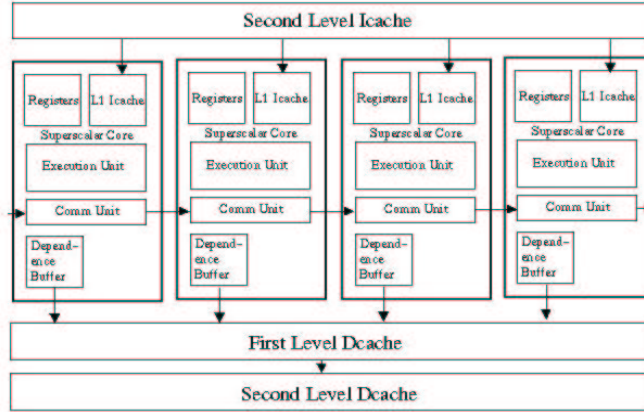 Second Level Icache
Registers
L1 Icache
Superscalar Core
Execution Unit
Comm Unit
Depend-
ence
Buffer
Registers
L1 Icache
Superscalar Core
Execution Unit
Comm Unit
Depend-
ence
Buffer
Registers
L1 Icache
Superscalar Core
Execution Unit
Comm Unit
Depend-
ence
Buffer
Registers
L1 Icache
Superscalar Core
Execution Unit
Comm Unit
Depend-
ence
Buffer
First Level Dcache
Second Level Dcache